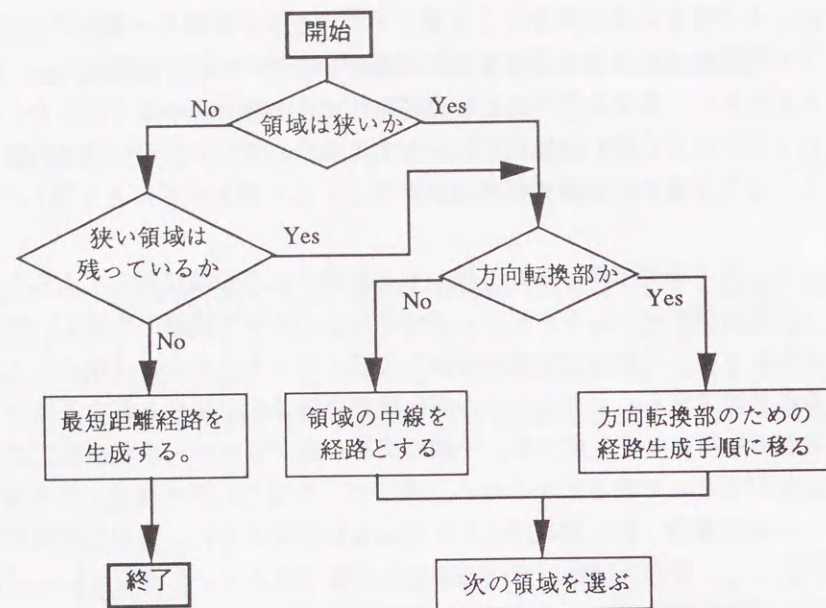 開始
No
領域は狭いか
Yes
狭い領域は
残っているか
Yes
方向転換部か
No
Yes
No
最短距離経路を
生成する。
領域の中線を
経路とする
方向転換部のための
経路生成手順に移る
終了
次の領域を選ぶ